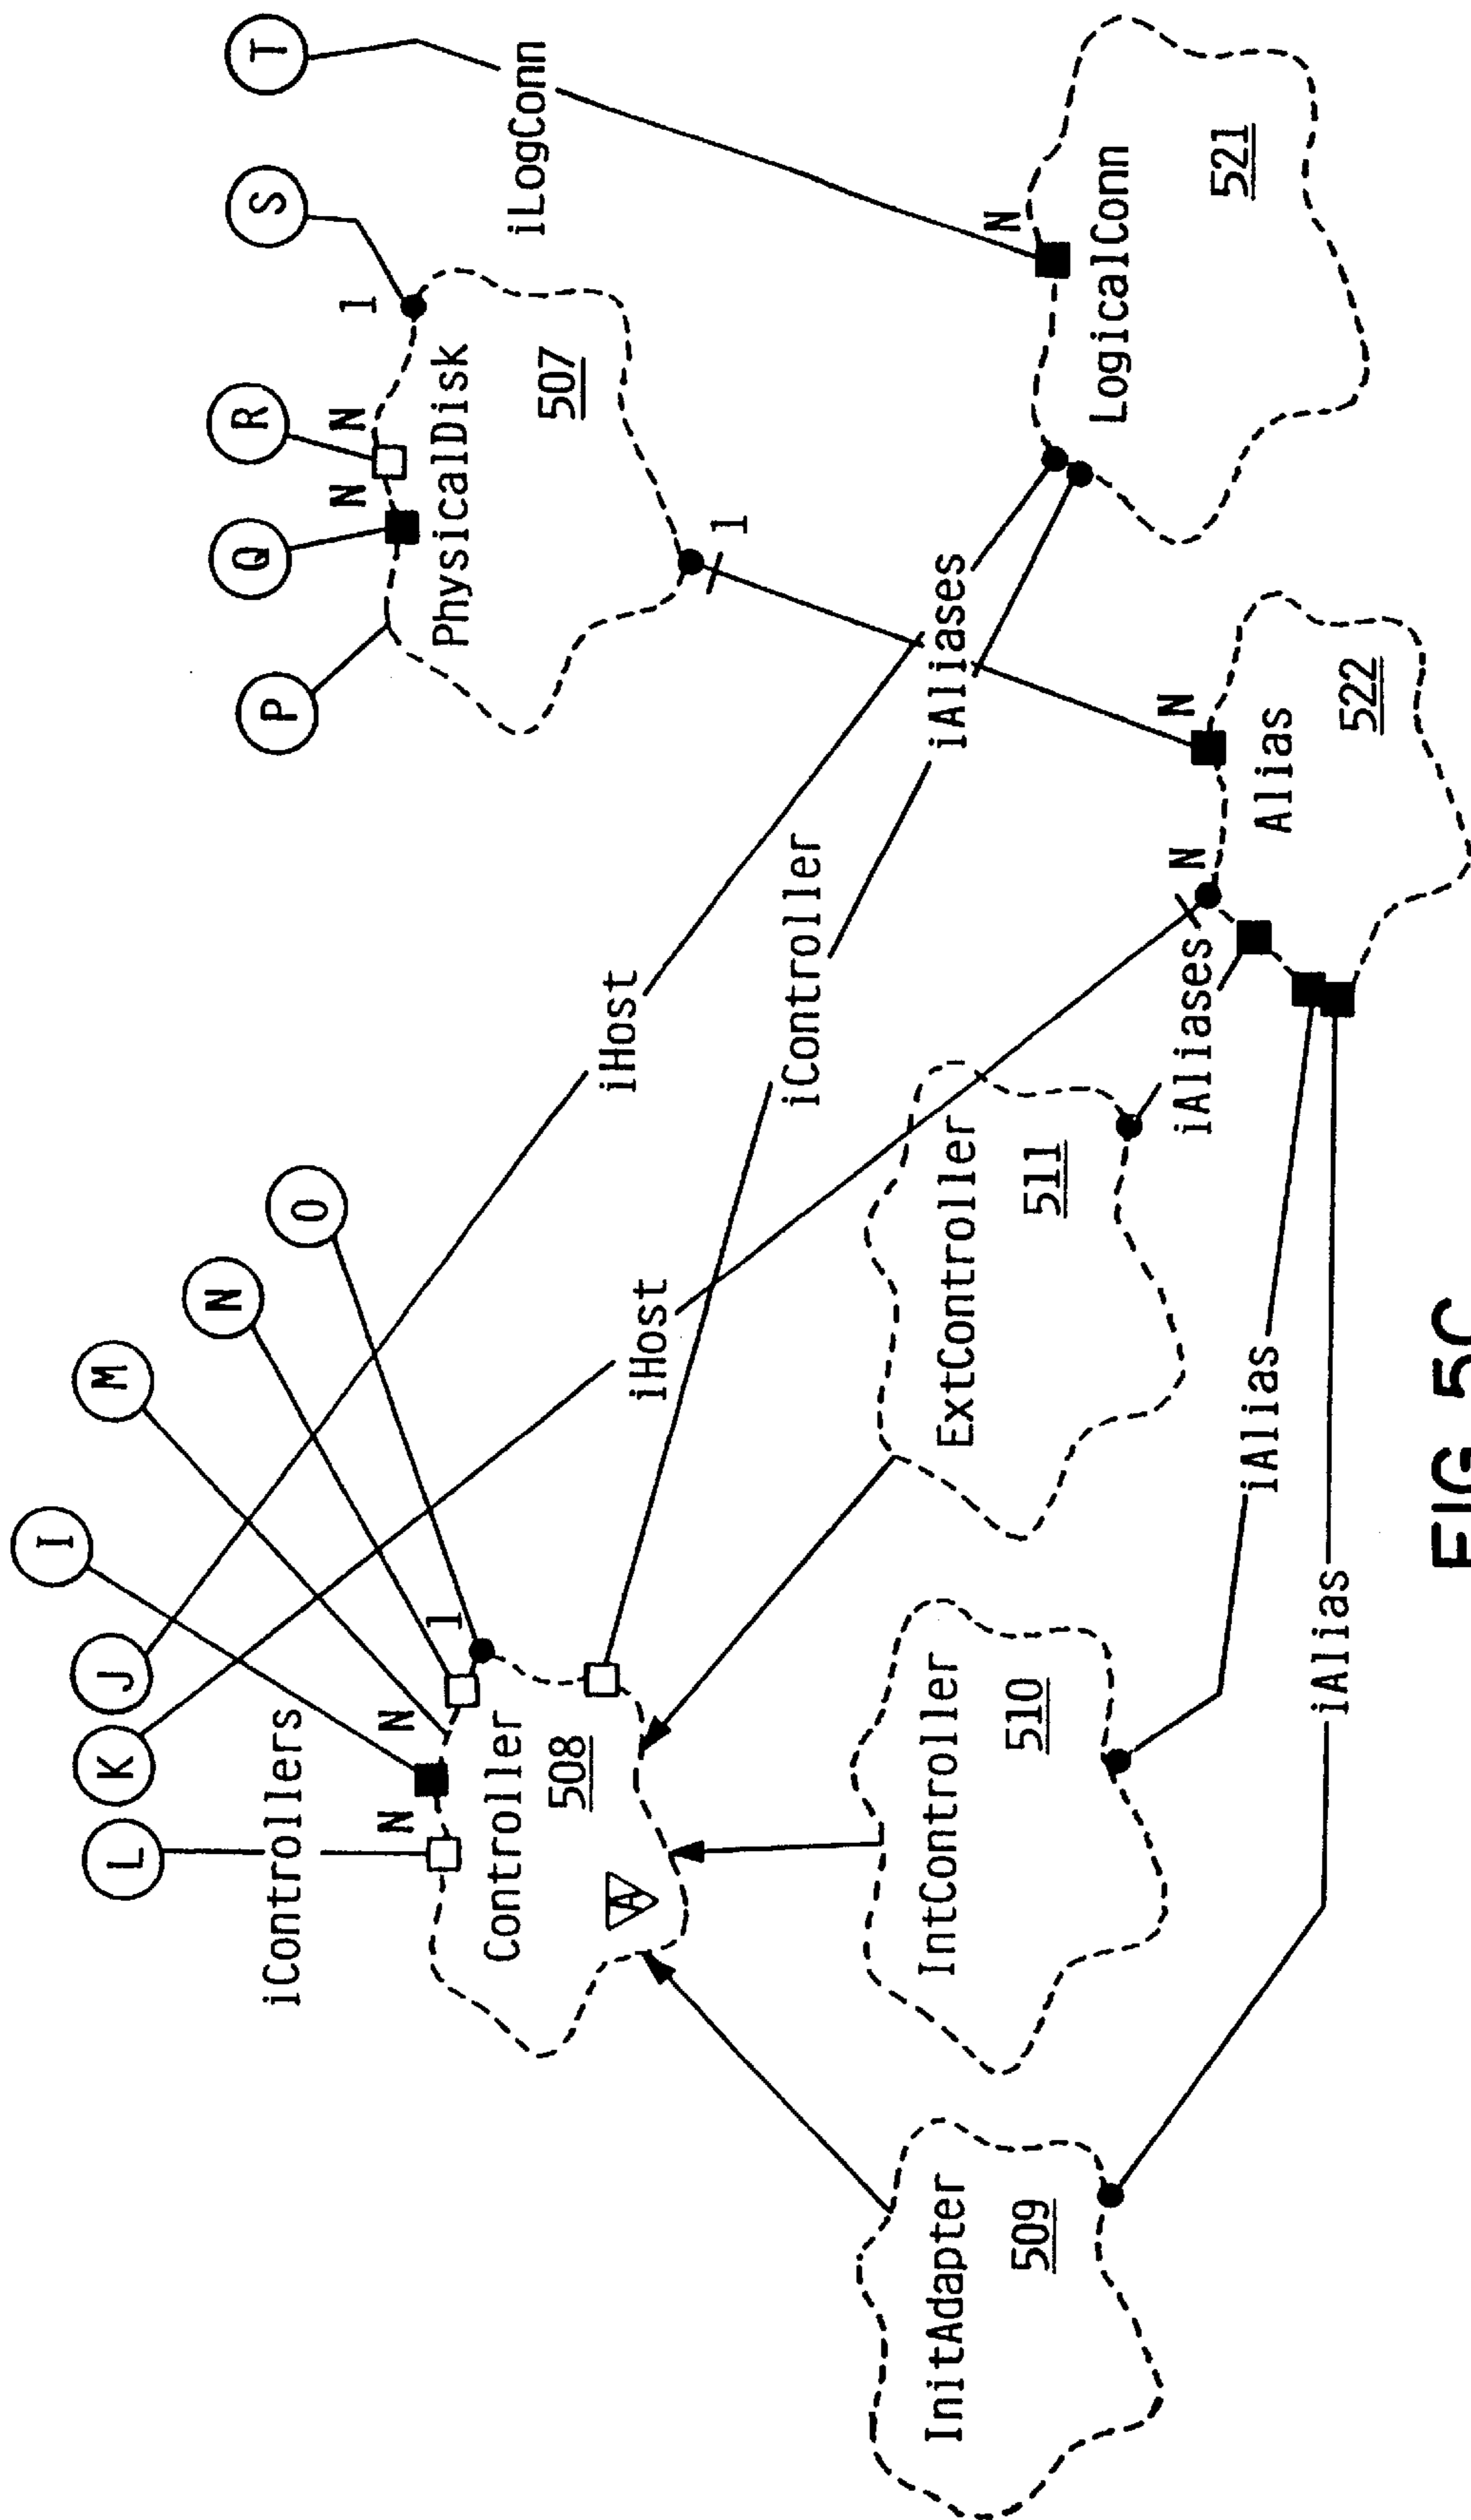 L
K
J
I
M
N
O
P
Q
R
S
T
iControllers
N
N
1
N
N
1
Controller
508
A
PhysicalDisk
507
1
iLogConn
iHost
iHost
iController
iAliases
N
LogicalConn
521
InitAdapter
509
IntController
510
ExtController
511
iAliases
N
N
Alias
522
iAlias
iAlias
FIG 5C